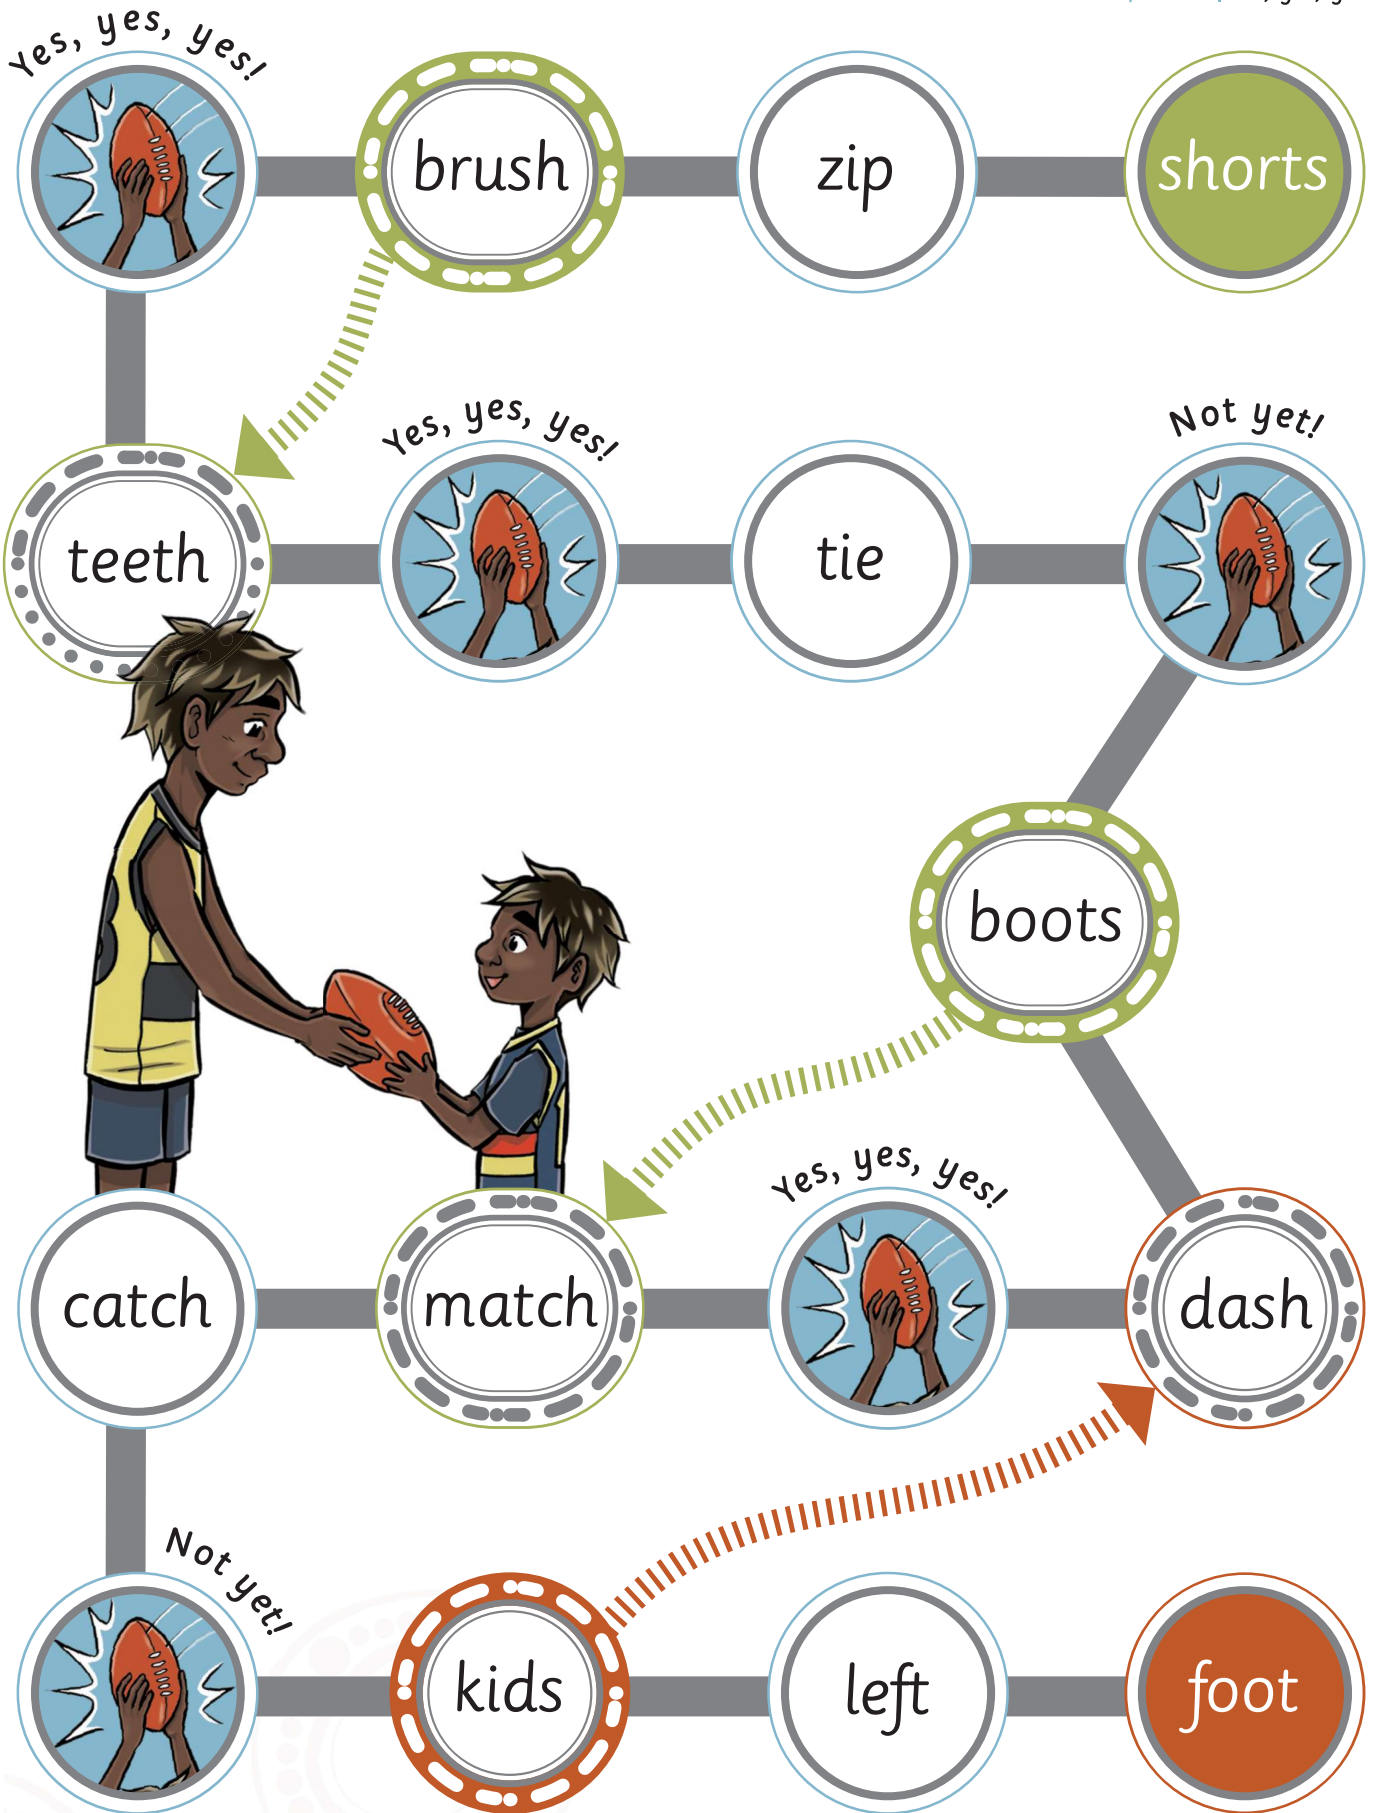 Yes, yes, yes!
brush
zip
shorts
teeth
Yes, yes, yes!
tie
Not yet!
boots
catch
match
Yes, yes, yes!
dash
Not yet!
kids
left
foot